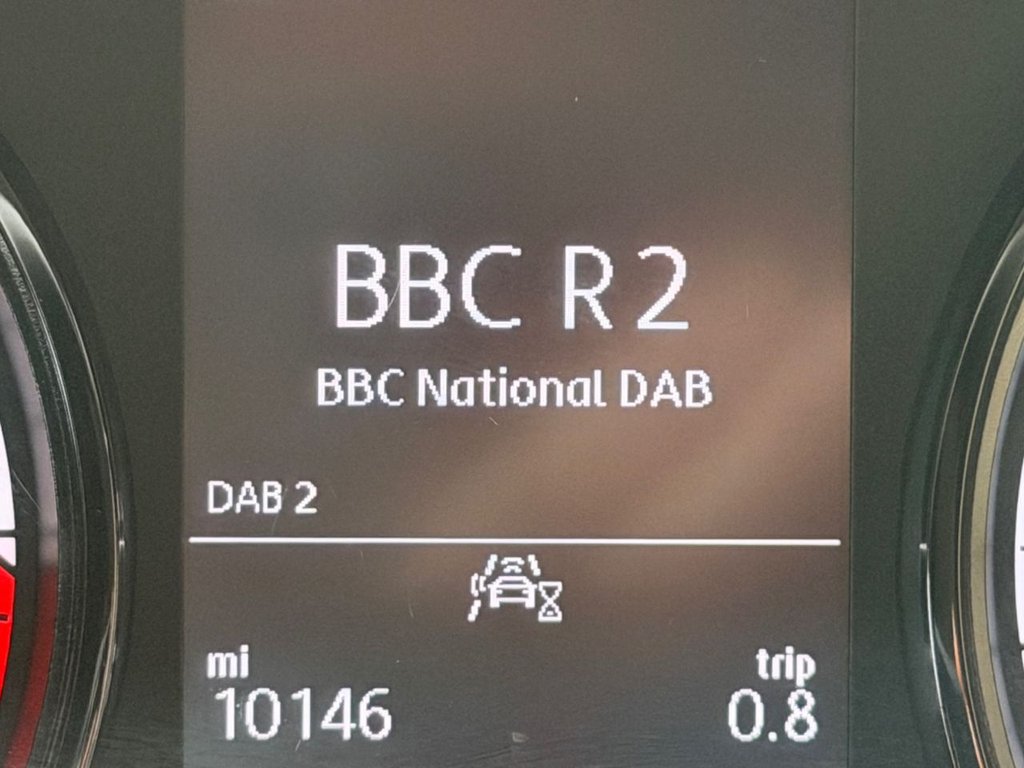 BBC R2
BBC National DAB
DAB 2
mi trip
10146 0.8